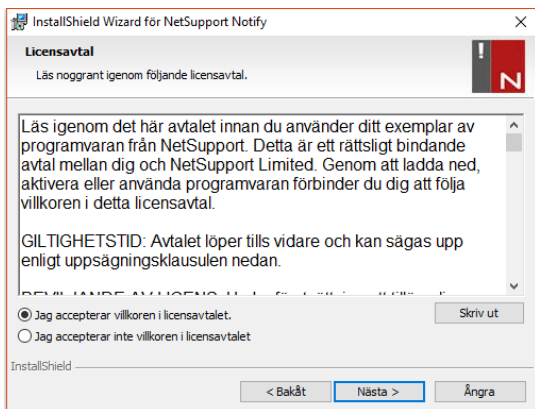 InstallShield Wizard för NetSupport Notify
Licensavtal
Läs noggrant igenom följande licensavtal.
! N
Läs igenom det här avtalet innan du använder ditt exemplar av
programvaran från NetSupport. Detta är ett rättsligt bindande
avtal mellan dig och NetSupport Limited. Genom att ladda ned,
aktivera eller använda programvaran förbinder du dig att följa
villkoren i detta licensavtal.
GILTIGHETSTID: Avtalet löper tills vidare och kan sägas upp
enligt uppsägningsklausulen nedan.
Jag accepterar villkoren i licensavtalet.
Skriv ut
Jag accepterar inte villkoren i licensavtalet
InstallShield
< Bakåt
Nästa >
Ångra